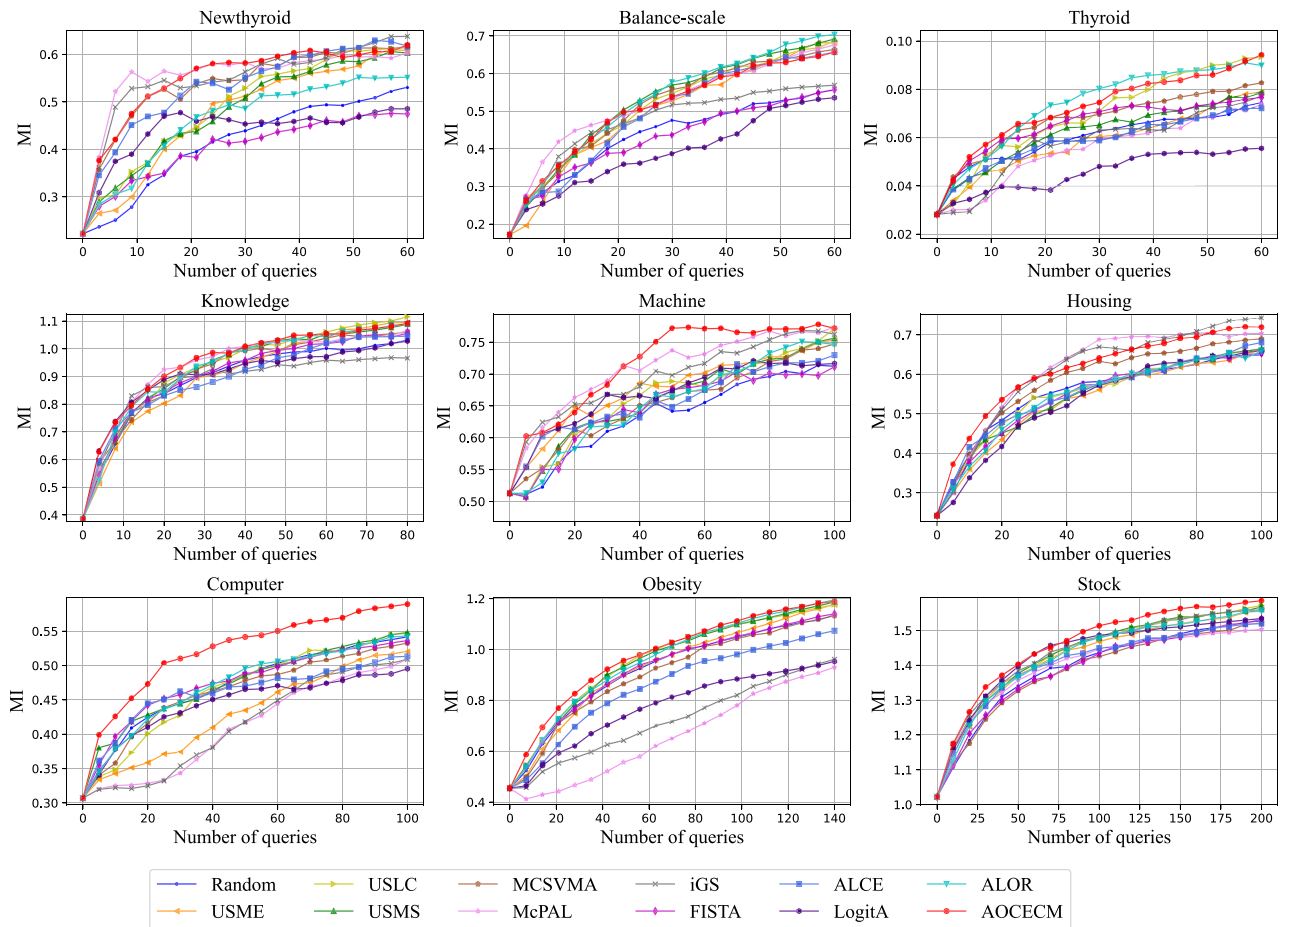 Newthyroid Balance-scale Thyroid
MI 0.3 0.4 0.5 0.6
0 10 20 30 40 50 60
Number of queries
MI 0.2 0.3 0.4 0.5 0.6 0.7
0 10 20 30 40 50 60
Number of queries
MI 0.02 0.04 0.06 0.08 0.10
0 10 20 30 40 50 60
Number of queries
Knowledge Machine Housing
MI 0.4 0.5 0.6 0.7 0.8 0.9 1.0 1.1
0 10 20 30 40 50 60 70 80
Number of queries
MI 0.50 0.55 0.60 0.65 0.70 0.75
0 20 40 60 80 100
Number of queries
MI 0.3 0.4 0.5 0.6 0.7
0 20 40 60 80 100
Number of queries
Computer Obesity Stock
MI 0.30 0.35 0.40 0.45 0.50 0.55
0 20 40 60 80 100
Number of queries
MI 0.4 0.6 0.8 1.0 1.2
0 20 40 60 80 100 120 140
Number of queries
MI 1.0 1.1 1.2 1.3 1.4 1.5
0 25 50 75 100 125 150 175 200
Number of queries
Random USLC MCSVMA iGS ALCE ALOR
USME USMS McPAL FISTA LogitA AOCECM